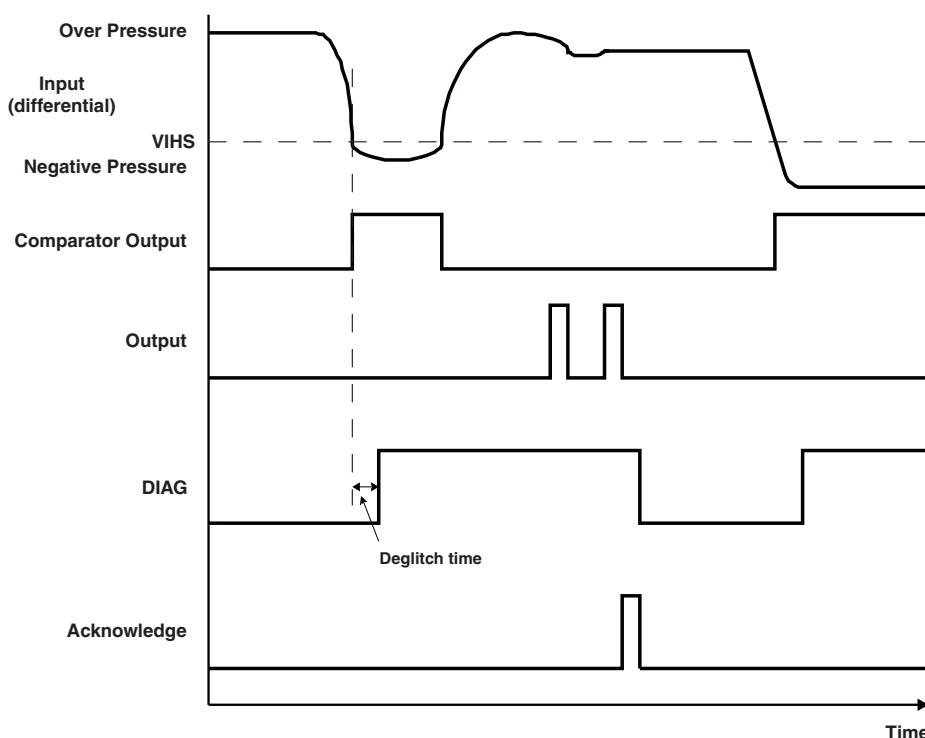 Over Pressure
Input
(differential)
VIHS
Negative Pressure
Comparator Output
Output
DIAG
Deglitch time
Acknowledge
Time